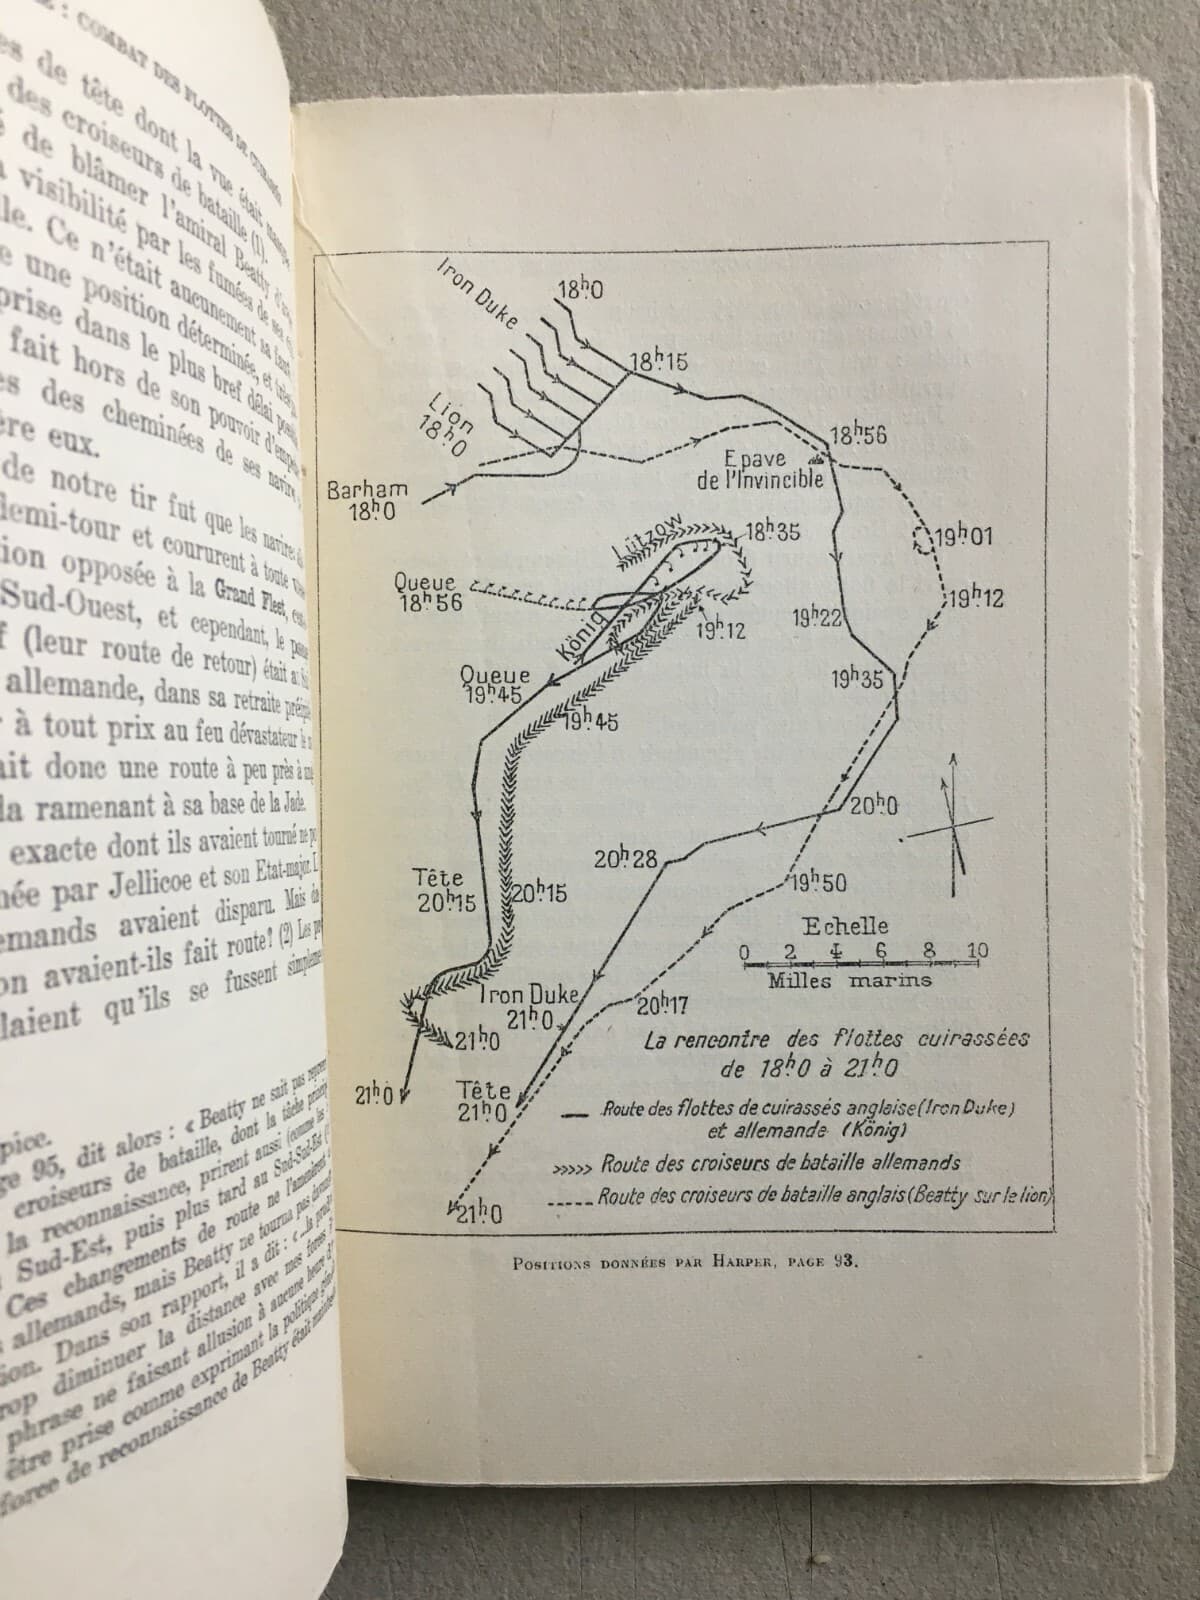 : COMBAT DES FLOTTES DE
es de tête dont la vue était
des croiseurs de bataille (1).
de blâmer l'amiral Beatty
visibilité par les fumées de ses
lle. Ce n'était aucunement sa
e une position déterminée, et
prise dans le plus bref délai
fait hors de son pouvoir
es des cheminées de ses
ère eux.
de notre tir fut que les navires
demi-tour et coururent à toute
tion opposée à la Grand Fleet,
Sud-Ouest, et cependant, le
f (leur route de retour) était au
allemande, dans sa retraite
r à tout prix au feu dévastateur
ait donc une route à peu près à
la ramenant à sa base de la Jade.
exacte dont ils avaient tourné ne
née par Jellicoe et son Etat-major.
emands avaient disparu. Mais
on avaient-ils fait route? (2) Les
laient qu'ils se fussent
pice.
ge 95, dit alors : « Beatty ne sait pas
croiseurs de bataille, dont la tâche
la reconnaissance, prirent aussi (comme les
Sud-Est, puis plus tard au Sud-Sud-Est
Ces changements de route ne l'amenèrent
s allemands, mais Beatty ne tourna pas
ion. Dans son rapport, il a dit : «
rop diminuer la distance avec mes forces
phrase ne faisant allusion à aucune heure
être prise comme exprimant la politique
force de reconnaissance de Beatty était
Iron Duke
18h0
18h15
Lion
18h0
18h56
Epave
de l'Invincible
Barham
18h0
Lützow
18h35
19h01
Queue
18h56
19h12
König
19h12
19h22
Queue
19h45
19h35
19h45
20h0
20h28
Tête
20h15
20h15
19h50
Echelle
0 2 4 6 8 10
Milles marins
Iron Duke
21h0
20h17
21h0
La rencontre des flottes cuirassées
de 18h0 à 21h0
21h0
Tête
21h0
Route des flottes de cuirassés anglaise (Iron Duke)
et allemande (König)
Route des croiseurs de bataille allemands
Route des croiseurs de bataille anglais (Beatty sur le lion)
21h0
POSITIONS DONNÉES PAR HARPER, PAGE 93.